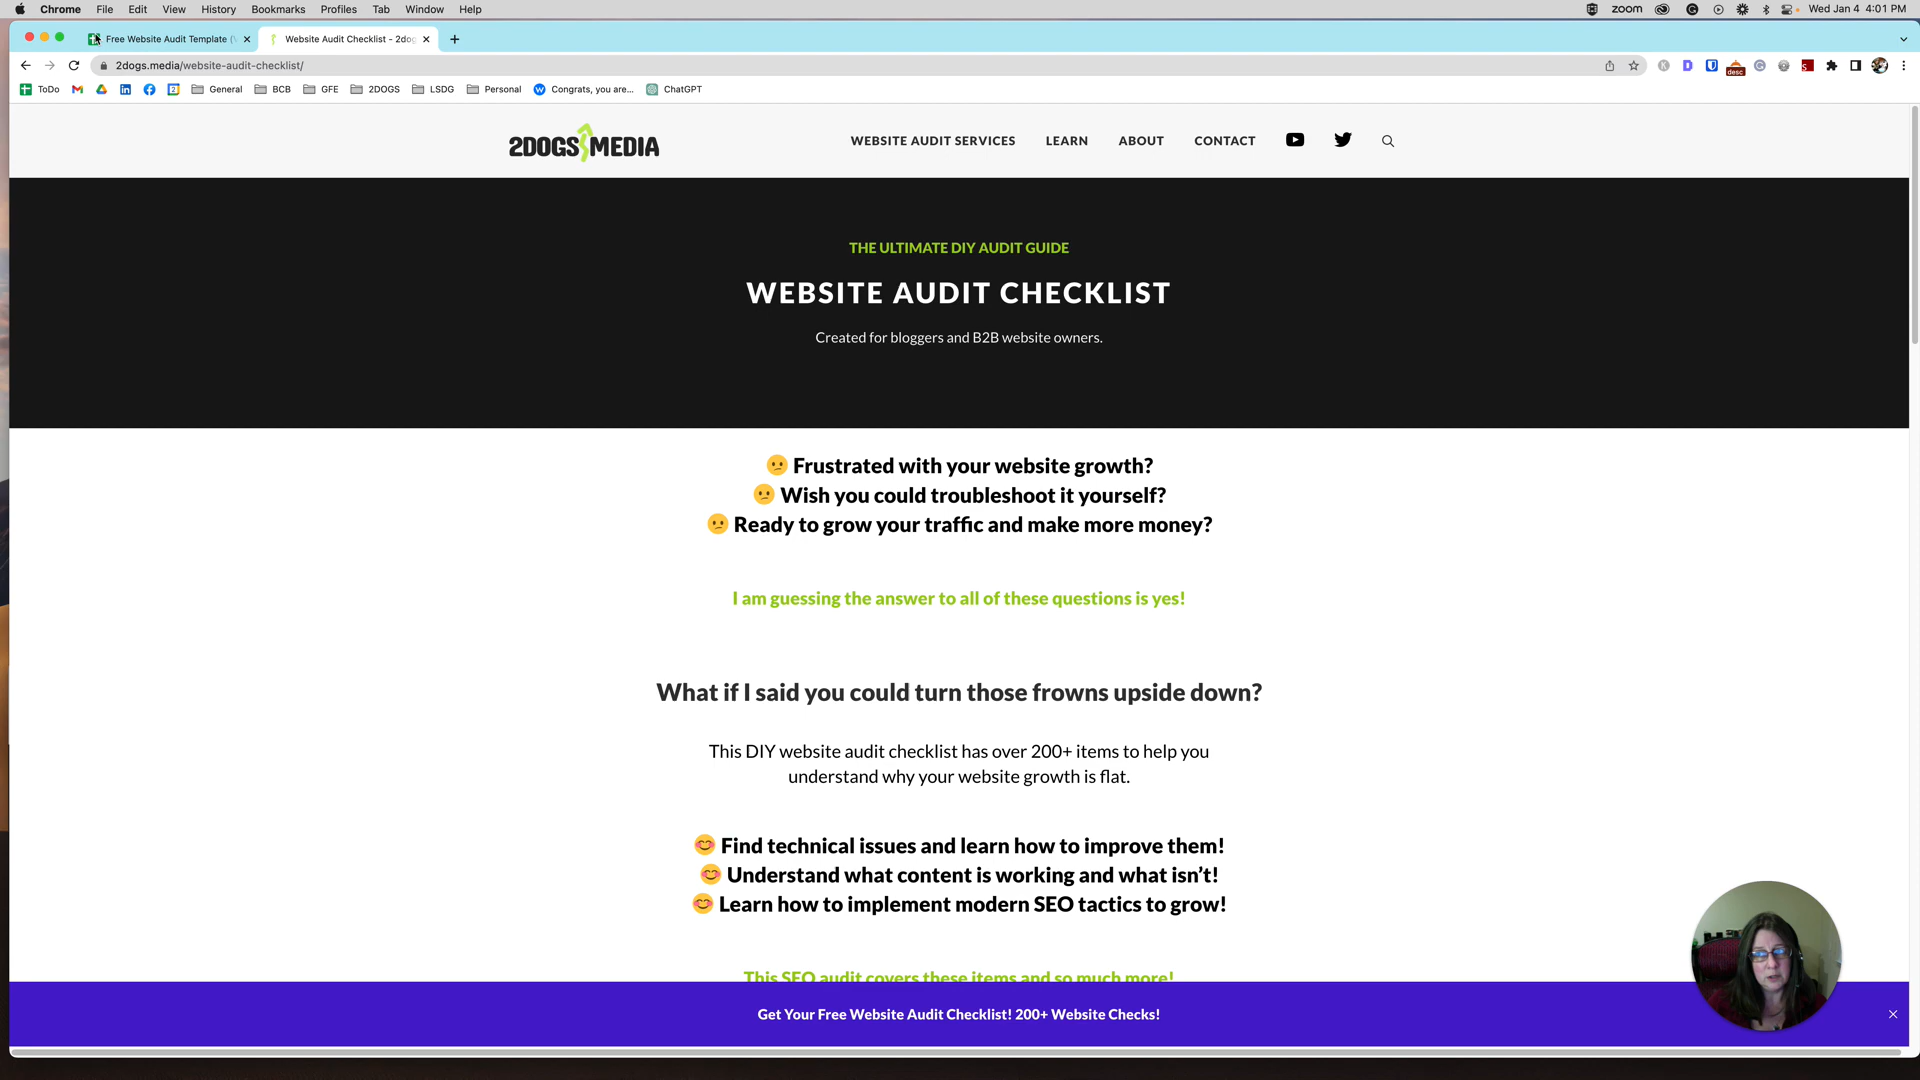 Chrome File Edit View History Bookmarks Profiles Tab Window Help
zoom
Wed Jan 4 4:01 PM
Free Website Audit Template (
Website Audit Checklist - 2dog
2dogs.media/website-audit-checklist/
desc
ToDo
General BCB GFE 2DOGS LSDG Personal Congrats, you are... ChatGPT
2DOGS MEDIA
WEBSITE AUDIT SERVICES LEARN ABOUT CONTACT
THE ULTIMATE DIY AUDIT GUIDE
WEBSITE AUDIT CHECKLIST
Created for bloggers and B2B website owners.
Frustrated with your website growth?
Wish you could troubleshoot it yourself?
Ready to grow your traffic and make more money?
I am guessing the answer to all of these questions is yes!
What if I said you could turn those frowns upside down?
This DIY website audit checklist has over 200+ items to help you
understand why your website growth is flat.
Find technical issues and learn how to improve them!
Understand what content is working and what isn't!
Learn how to implement modern SEO tactics to grow!
This SEO audit covers these items and so much more!
Get Your Free Website Audit Checklist! 200+ Website Checks!